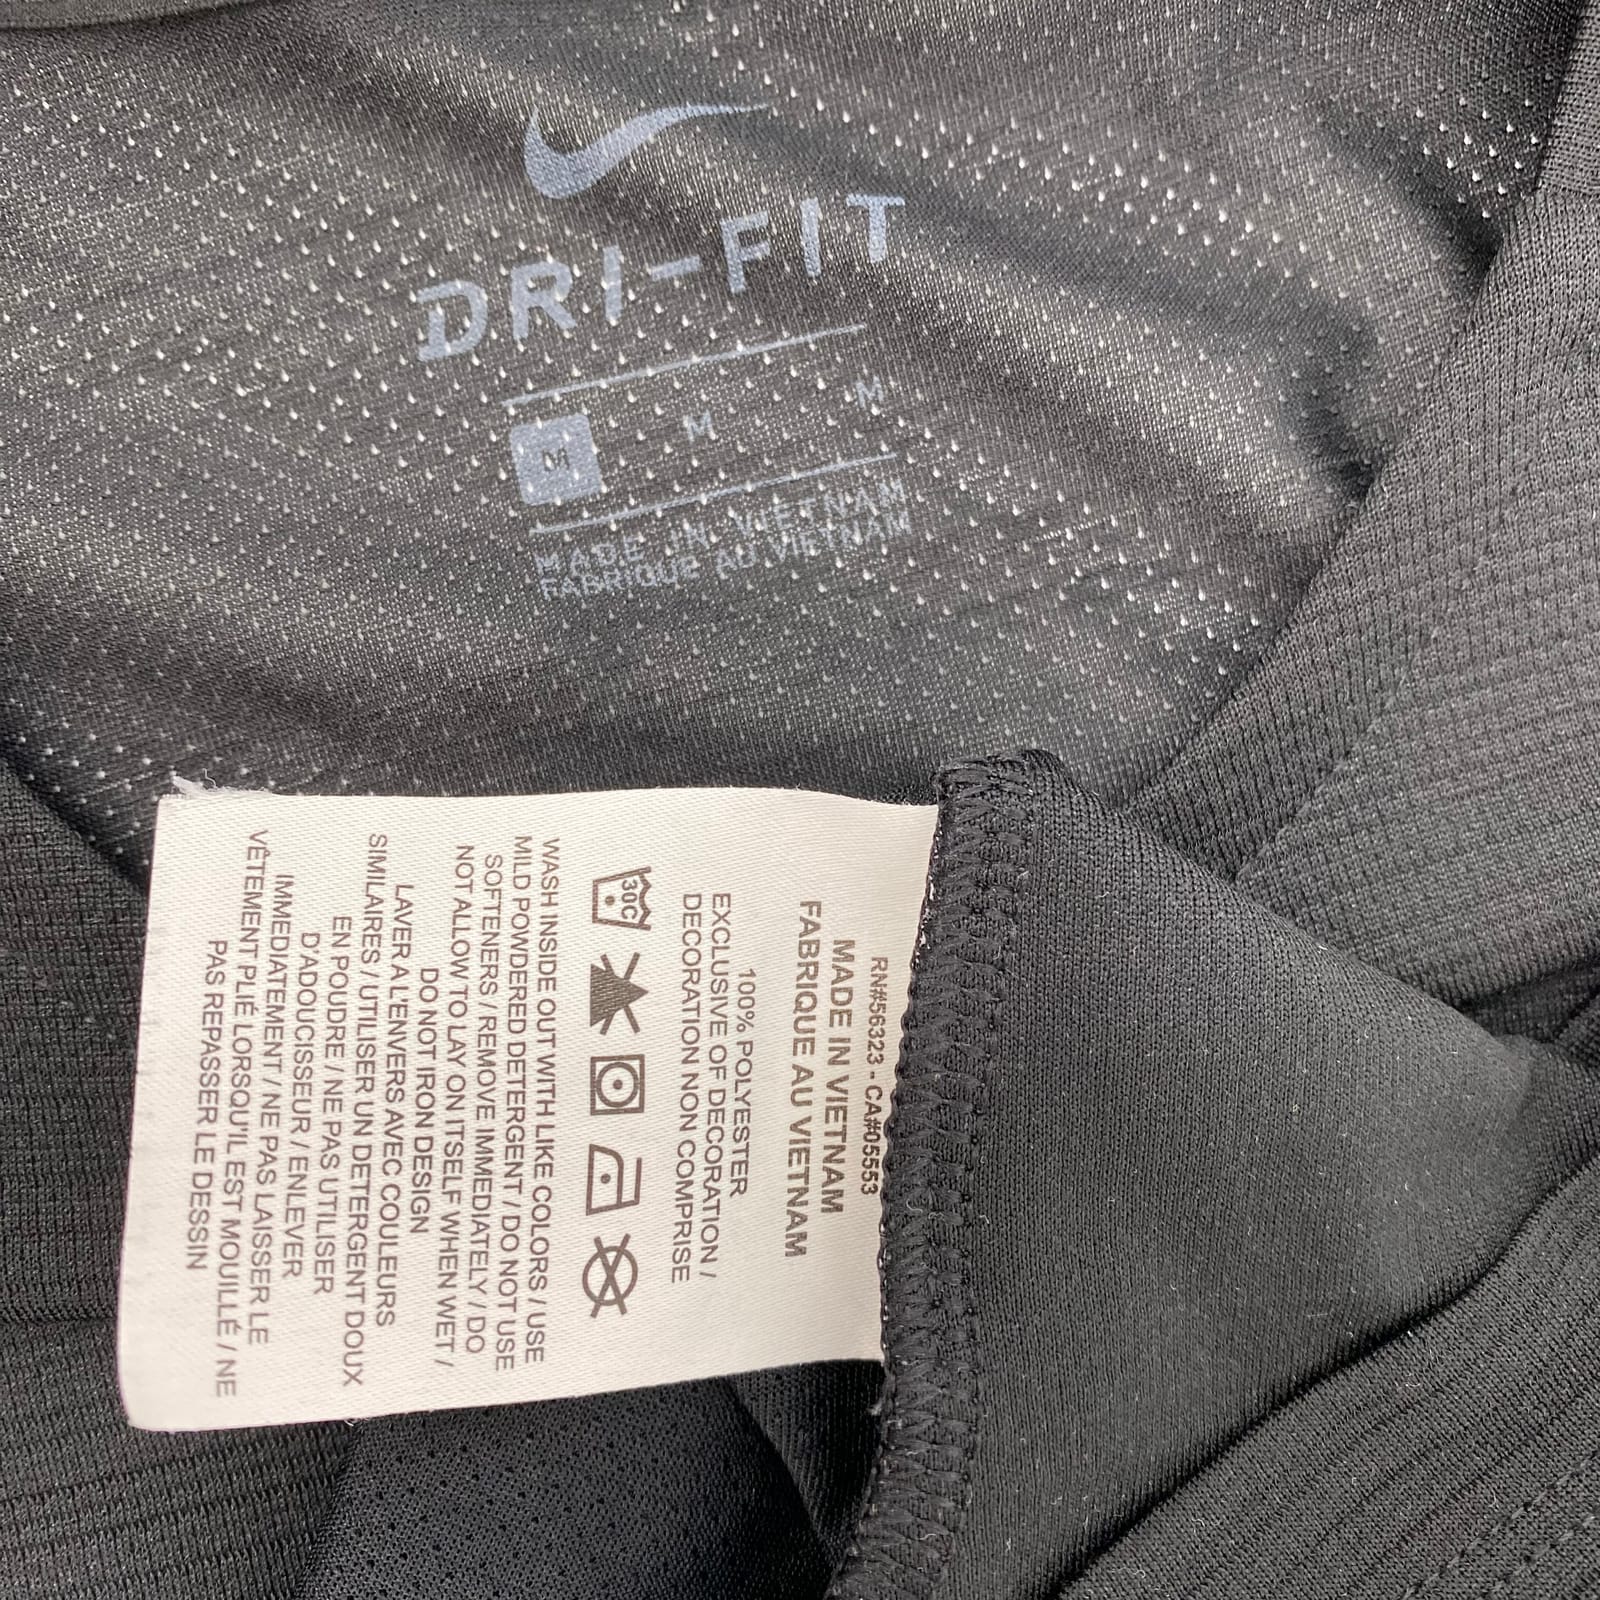 DRI-FIT
M M M
MADE IN VIETNAM
FABRIQUE AU VIETNAM
RN#56323 - CA#05553
MADE IN VIETNAM
FABRIQUÉ AU VIETNAM
100% POLYESTER
EXCLUSIVE OF DECORATION /
DECORATION NON COMPRISE
30C
WASH INSIDE OUT WITH LIKE COLORS / USE
MILD POWDERED DETERGENT / DO NOT USE
SOFTENERS / REMOVE IMMEDIATELY / DO
NOT ALLOW TO LAY ON ITSELF WHEN WET /
DO NOT IRON DESIGN
LAVER A L'ENVERS AVEC COULEURS
SIMILAIRES / UTILISER UN DETERGENT DOUX
EN POUDRE / NE PAS UTILISER
D'ADOUCISSEUR / ENLEVER
IMMEDIATEMENT / NE PAS LAISSER LE
VÊTEMENT PLIÉ LORSQU'IL EST MOUILLÉ / NE
PAS REPASSER LE DESSIN